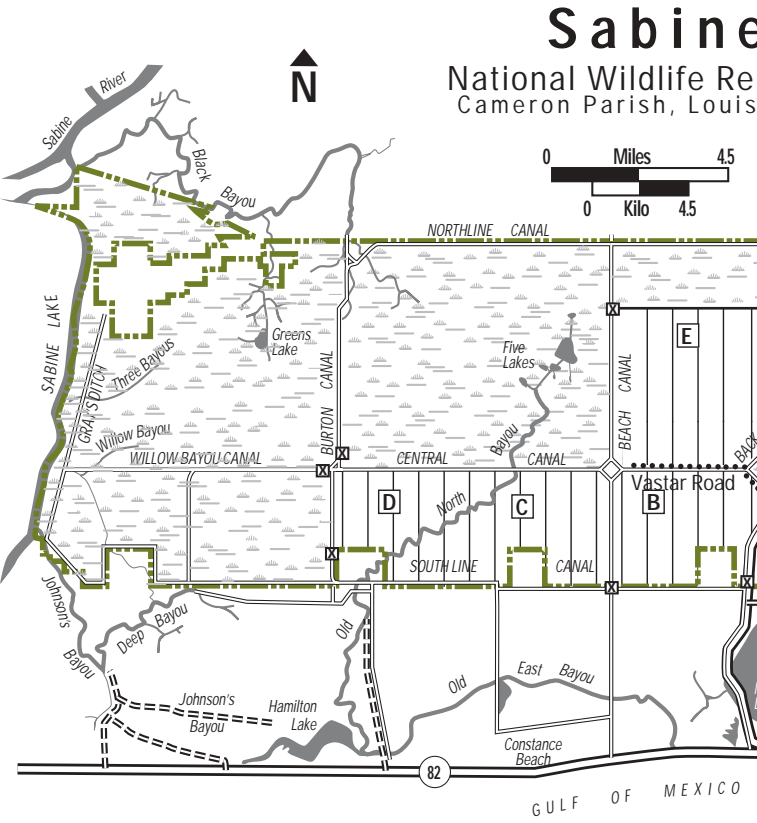 Sabine
National Wildlife Re
Cameron Parish, Louis
N
0 Miles 4.5
0 Kilo 4.5
Sabine River
Black Bayou
NORTHLINE CANAL
SABINE LAKE
GRAYS DITCH
Three Bayous
Greens
Lake
Five
Lakes
BURTON CANAL
BEACH CANAL
E
Willow Bayou
WILLOW BAYOU CANAL
CENTRAL CANAL
North Bayou
BACK
Vastar Road
D
C
B
SOUTH LINE CANAL
Johnson's Bayou
Deep Bayou
Old
Old East Bayou
Johnson's
Bayou
Hamilton
Lake
Constance
Beach
82
GULF OF MEXICO